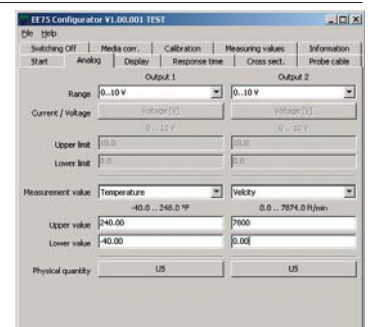 EE75 Configurator V1.00.001 TEST
File Help
Switching Off Media corr. Calibration Measuring values Information
Start Analog Display Response time Cross sect. Probe cable
Output 1 Output 2
Range 0..10 V 0..10 V
Current / Voltage Voltage [V] Voltage [V]
0 .. 10 V 0 .. 10 V
Upper limit 10.0 10.0
Lower limit 0.0 0.0
Measurement value Temperature Velcity
-40.0 .. 248.0 °F 0.0 .. 7874.0 ft/min
Upper value 240.00 7800
Lower value -40.00 0.00
Physical quantity US US